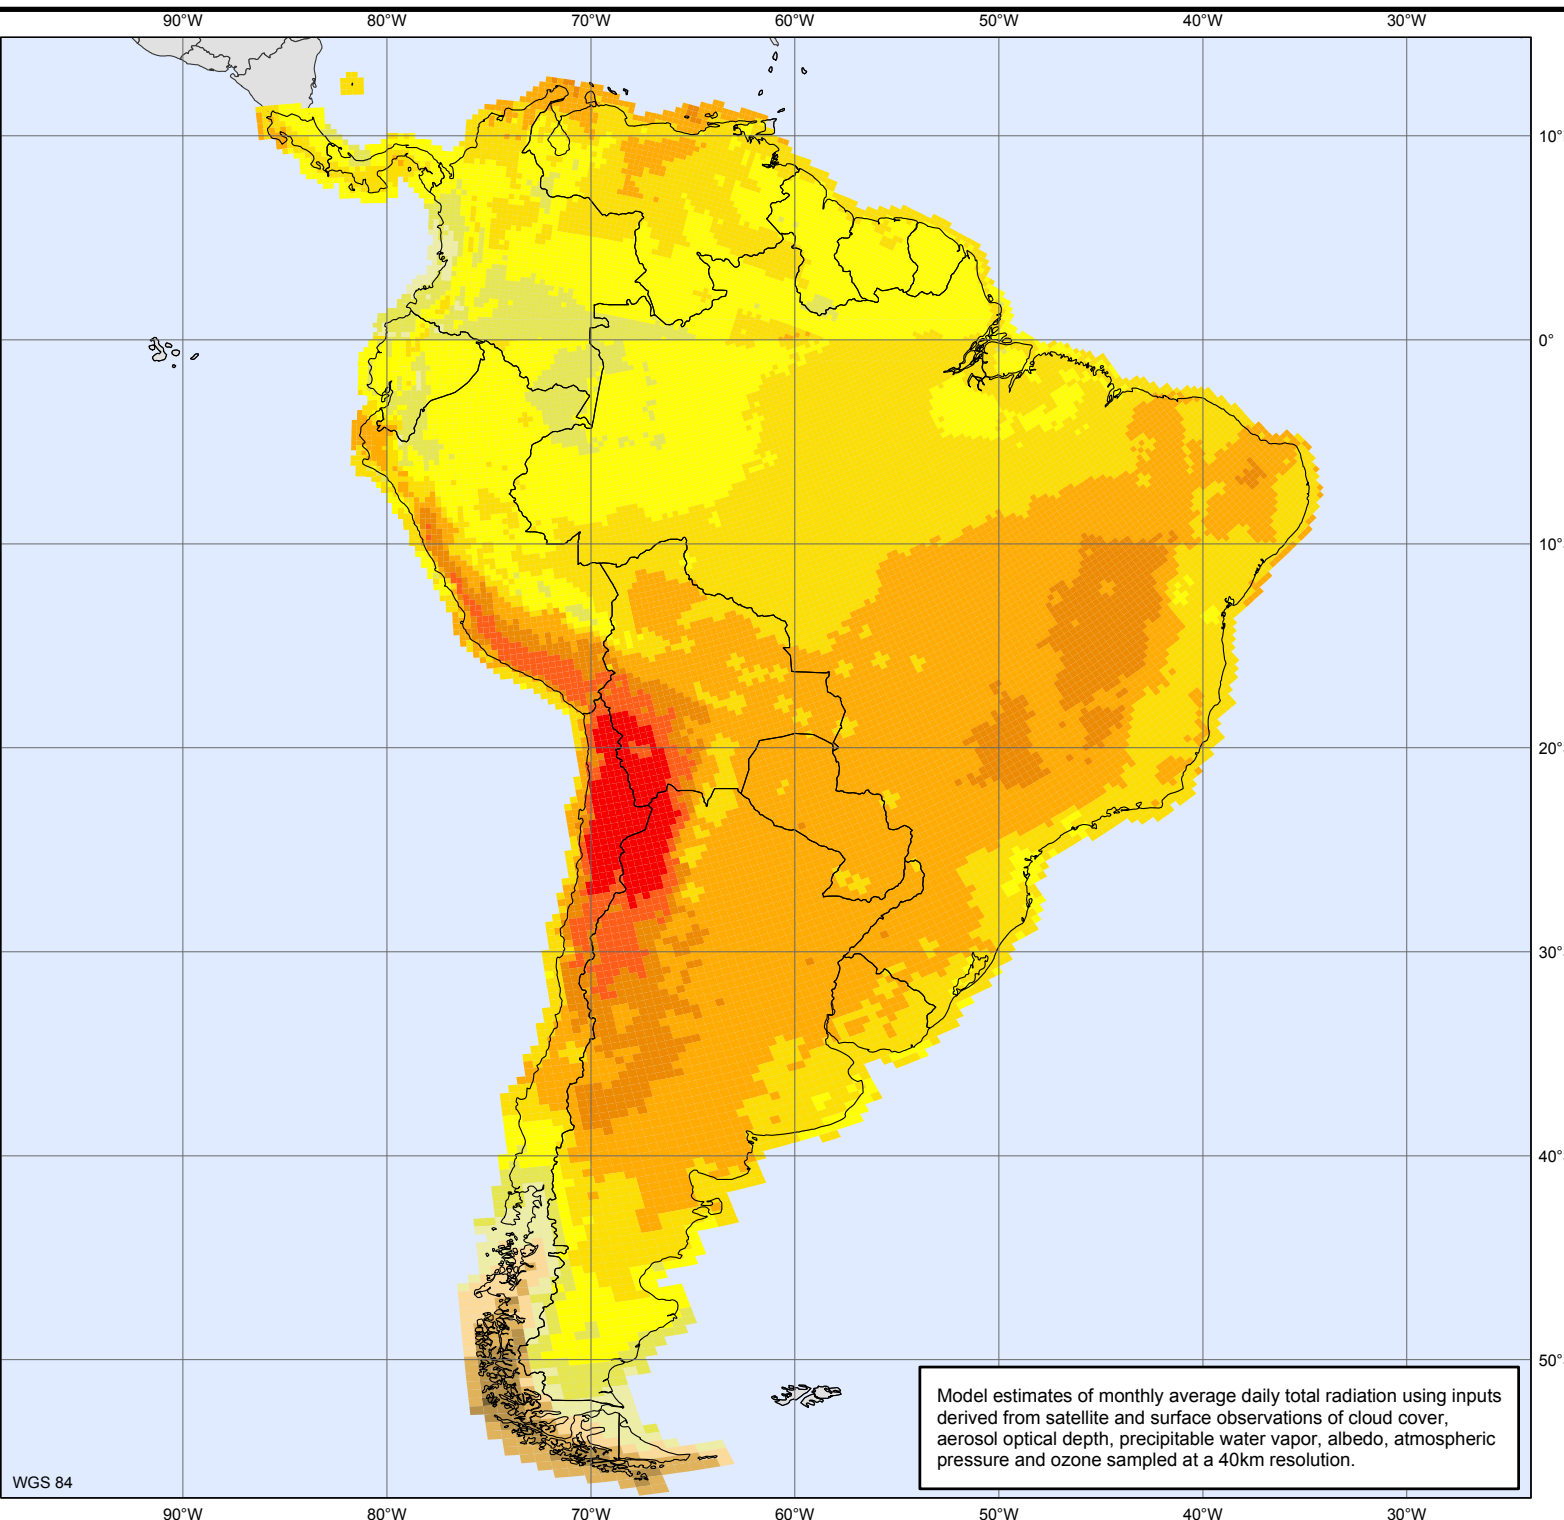 90°W 80°W 70°W 60°W 50°W 40°W 30°W
10°
0°
10°
20°
30°
40°
50°
Model estimates of monthly average daily total radiation using inputs
derived from satellite and surface observations of cloud cover,
aerosol optical depth, precipitable water vapor, albedo, atmospheric
pressure and ozone sampled at a 40km resolution.
WGS 84
90°W 80°W 70°W 60°W 50°W 40°W 30°W